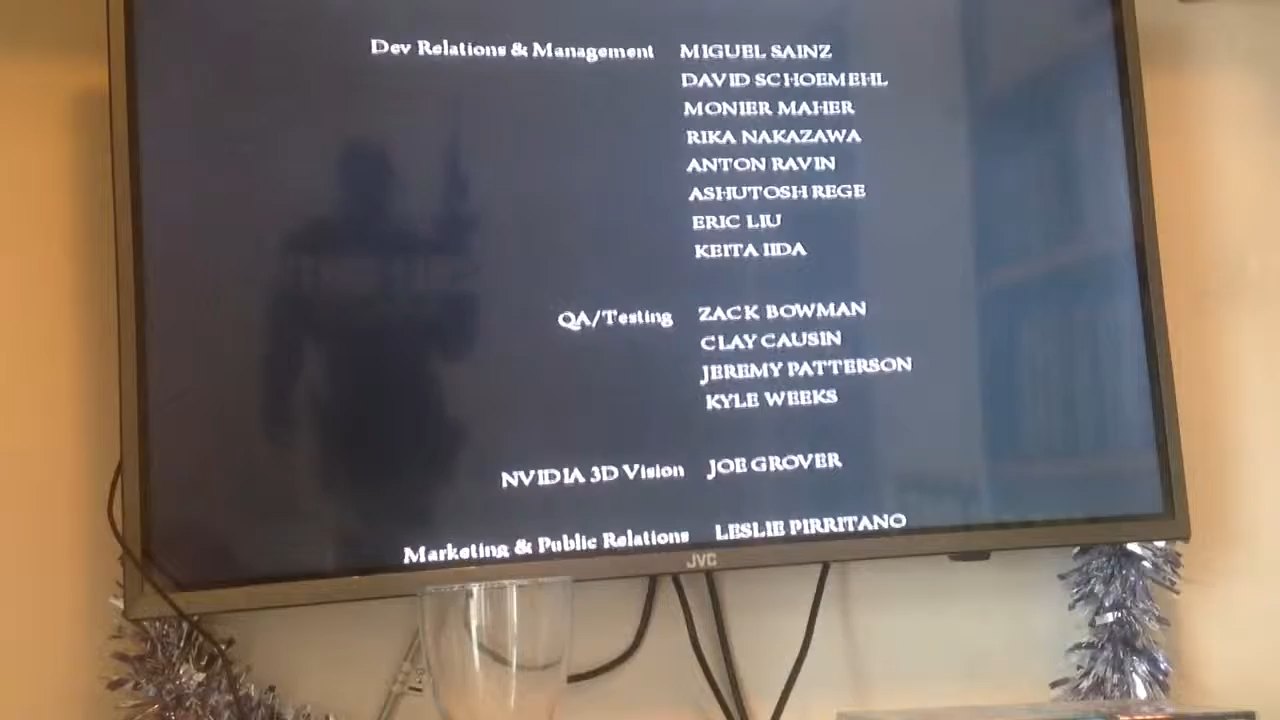 Dev Relations & Management MIGUEL SAINZ
DAVID SCHOEMEHL
MONIER MAHER
RIKA NAKAZAWA
ANTON RAVIN
ASHUTOSH REGE
ERIC LIU
KEITA IIDA
QA/Testing ZACK BOWMAN
CLAY CAUSIN
JEREMY PATTERSON
KYLE WEEKS
NVIDIA 3D Vision JOE GROVER
Marketing & Public Relations LESLIE PIRRITANO
JVC